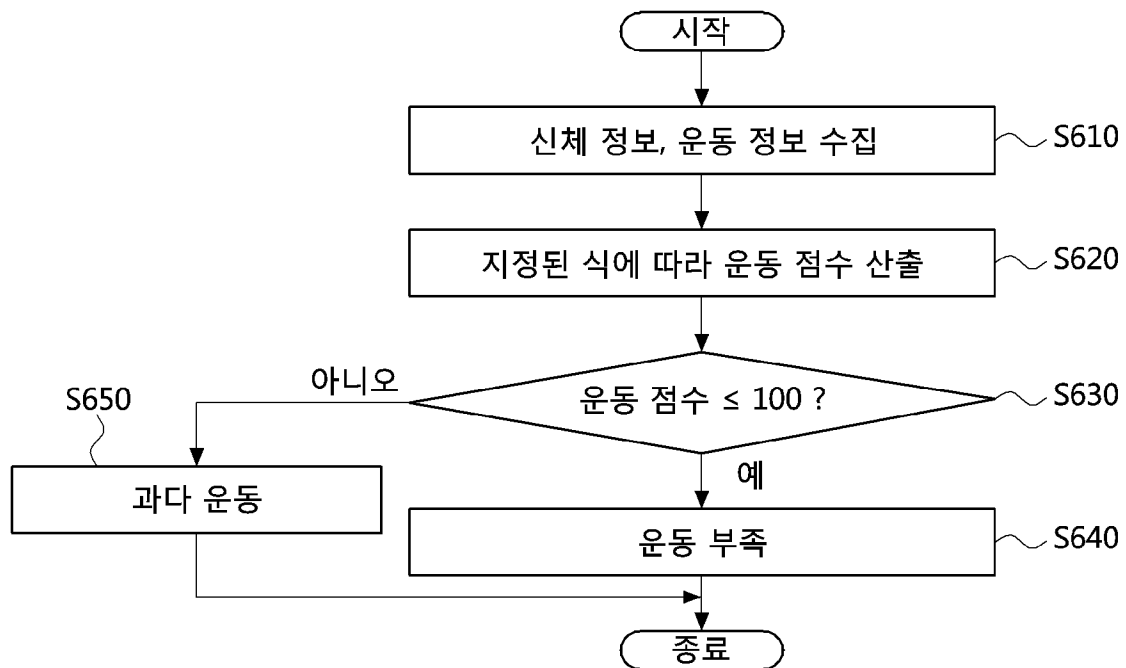 시작
신체 정보, 운동 정보 수집
S610
지정된 식에 따라 운동 점수 산출
S620
아니오
운동 점수 ≤ 100 ?
S630
S650
예
과다 운동
운동 부족
S640
종료